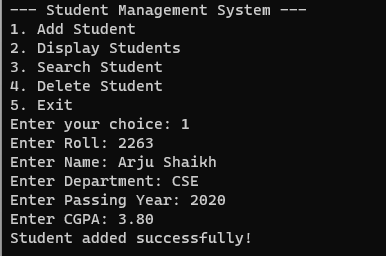 --- Student Management System ---
1. Add Student
2. Display Students
3. Search Student
4. Delete Student
5. Exit
Enter your choice: 1
Enter Roll: 2263
Enter Name: Arju Shaikh
Enter Department: CSE
Enter Passing Year: 2020
Enter CGPA: 3.80
Student added successfully!